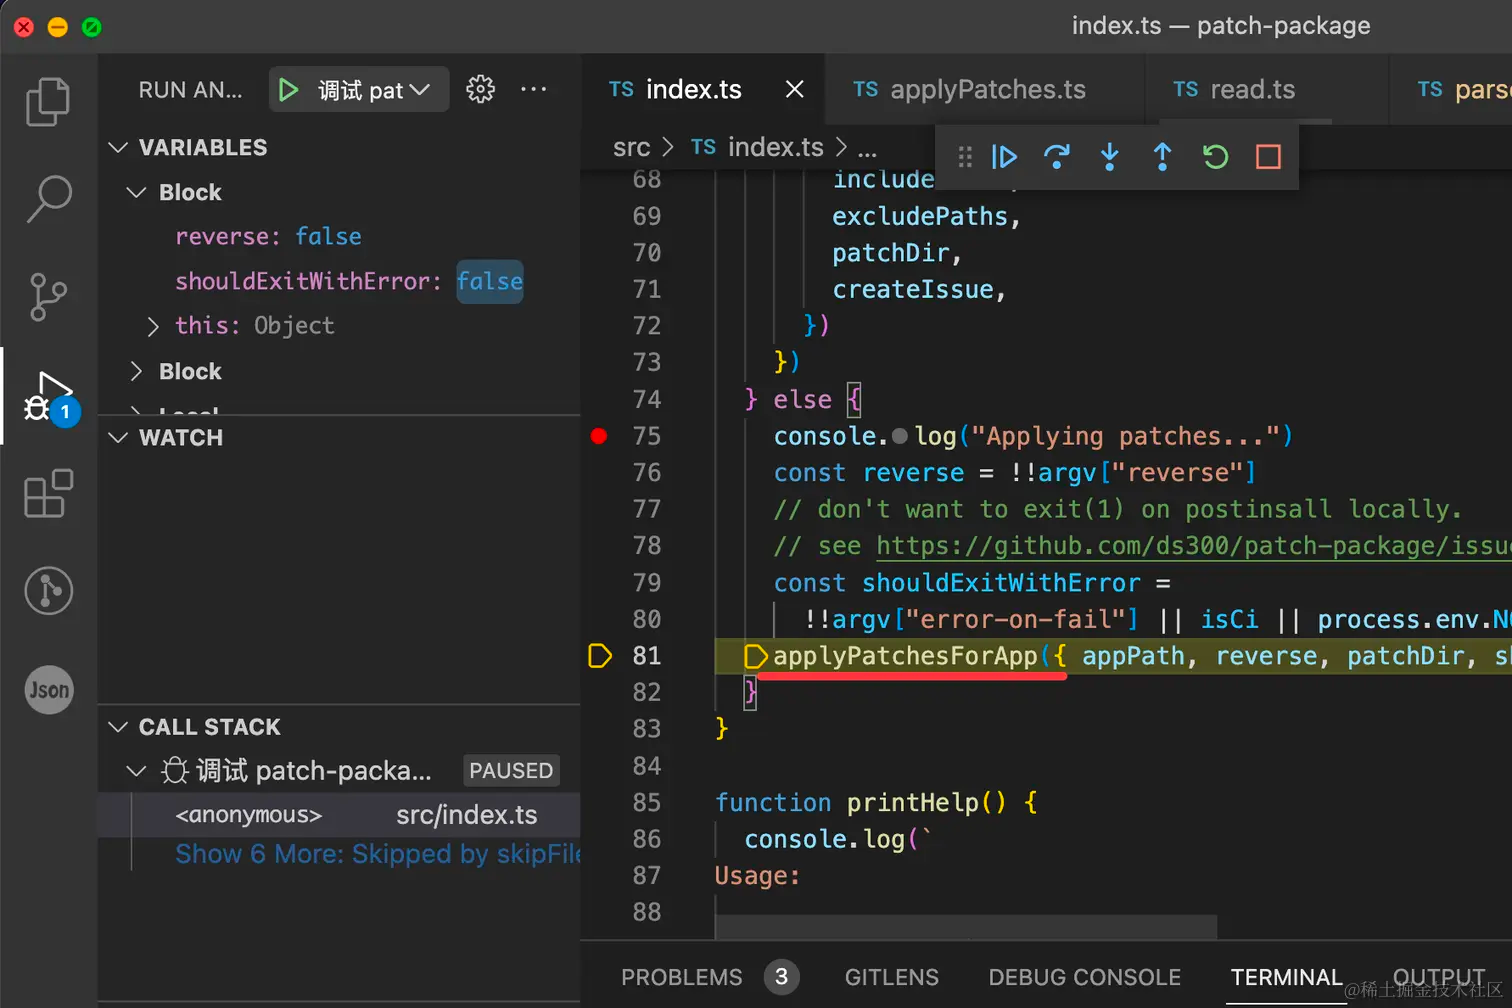 index.ts — patch-package
RUN AN...
调试 pat
VARIABLES
Block
reverse: false
shouldExitWithError: false
this: Object
Block
Local
WATCH
CALL STACK
调试 patch-packa...
PAUSED
<anonymous>
src/index.ts
Show 6 More: Skipped by skipFile
1
Json
TS index.ts
TS applyPatches.ts
TS read.ts
TS parse
src > TS index.ts > ...
68 include
69 excludePaths,
70 patchDir,
71 createIssue,
72 })
73 })
74 } else {
75 console.log("Applying patches...")
76 const reverse = !!argv["reverse"]
77 // don't want to exit(1) on postinsall locally.
78 // see https://github.com/ds300/patch-package/issu
79 const shouldExitWithError =
80 !!argv["error-on-fail"] || isCi || process.env.NO
81 applyPatchesForApp({ appPath, reverse, patchDir, sh
82 }
83 }
84
85 function printHelp() {
86 console.log(`
87 Usage:
88
PROBLEMS 3 GITLENS DEBUG CONSOLE TERMINAL OUTPUT
@稀土掘金技术社区